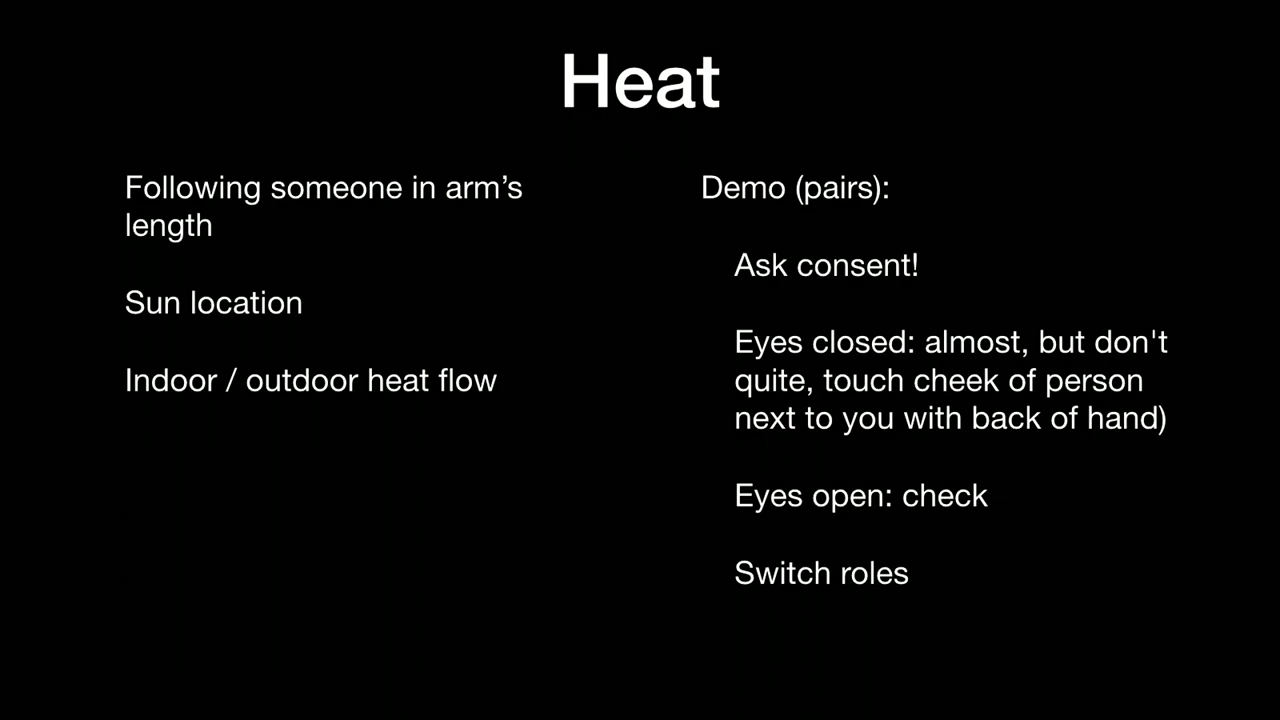 Heat
Following someone in arm’s
length
Sun location
Indoor / outdoor heat flow
Demo (pairs):
Ask consent!
Eyes closed: almost, but don't
quite, touch cheek of person
next to you with back of hand)
Eyes open: check
Switch roles